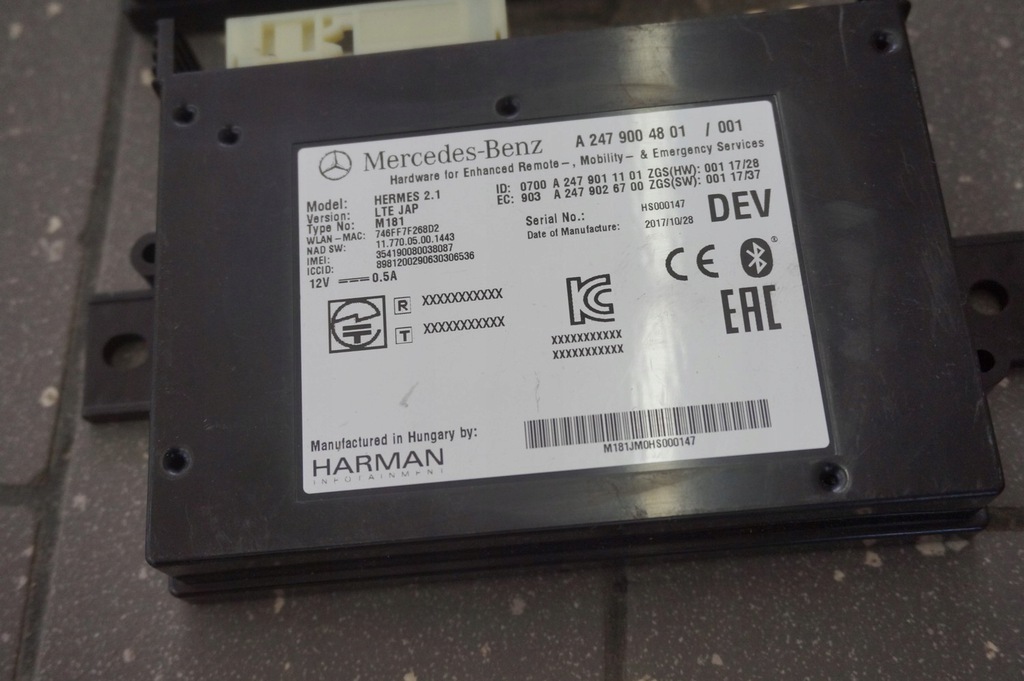 Mercedes-Benz A 247 900 48 01 / 001
Hardware for Enhanced Remote-, Mobility- & Emergency Services
Model: HERMES 2.1 ID: 0700 A 247 901 11 01 ZGS(HW): 001 17/28
Version: LTE JAP EC: 903 A 247 902 67 00 ZGS(SW): 001 17/37
Type No: M181
WLAN-MAC: 746FF7F268D2 Serial No.: HS000147 DEV
NAD SW: 11.770.05.00.1443 Date of Manufacture: 2017/10/28
IMEI: 354190080038087
ICCID: 8981200290630306536
12V 0.5A
CE
R XXXXXXXXXXX
T XXXXXXXXXXX
KC
EAC
XXXXXXXXXXX
XXXXXXXXXXX
Manufactured in Hungary by:
M181JM0HS000147
HARMAN
INFOTAINMENT